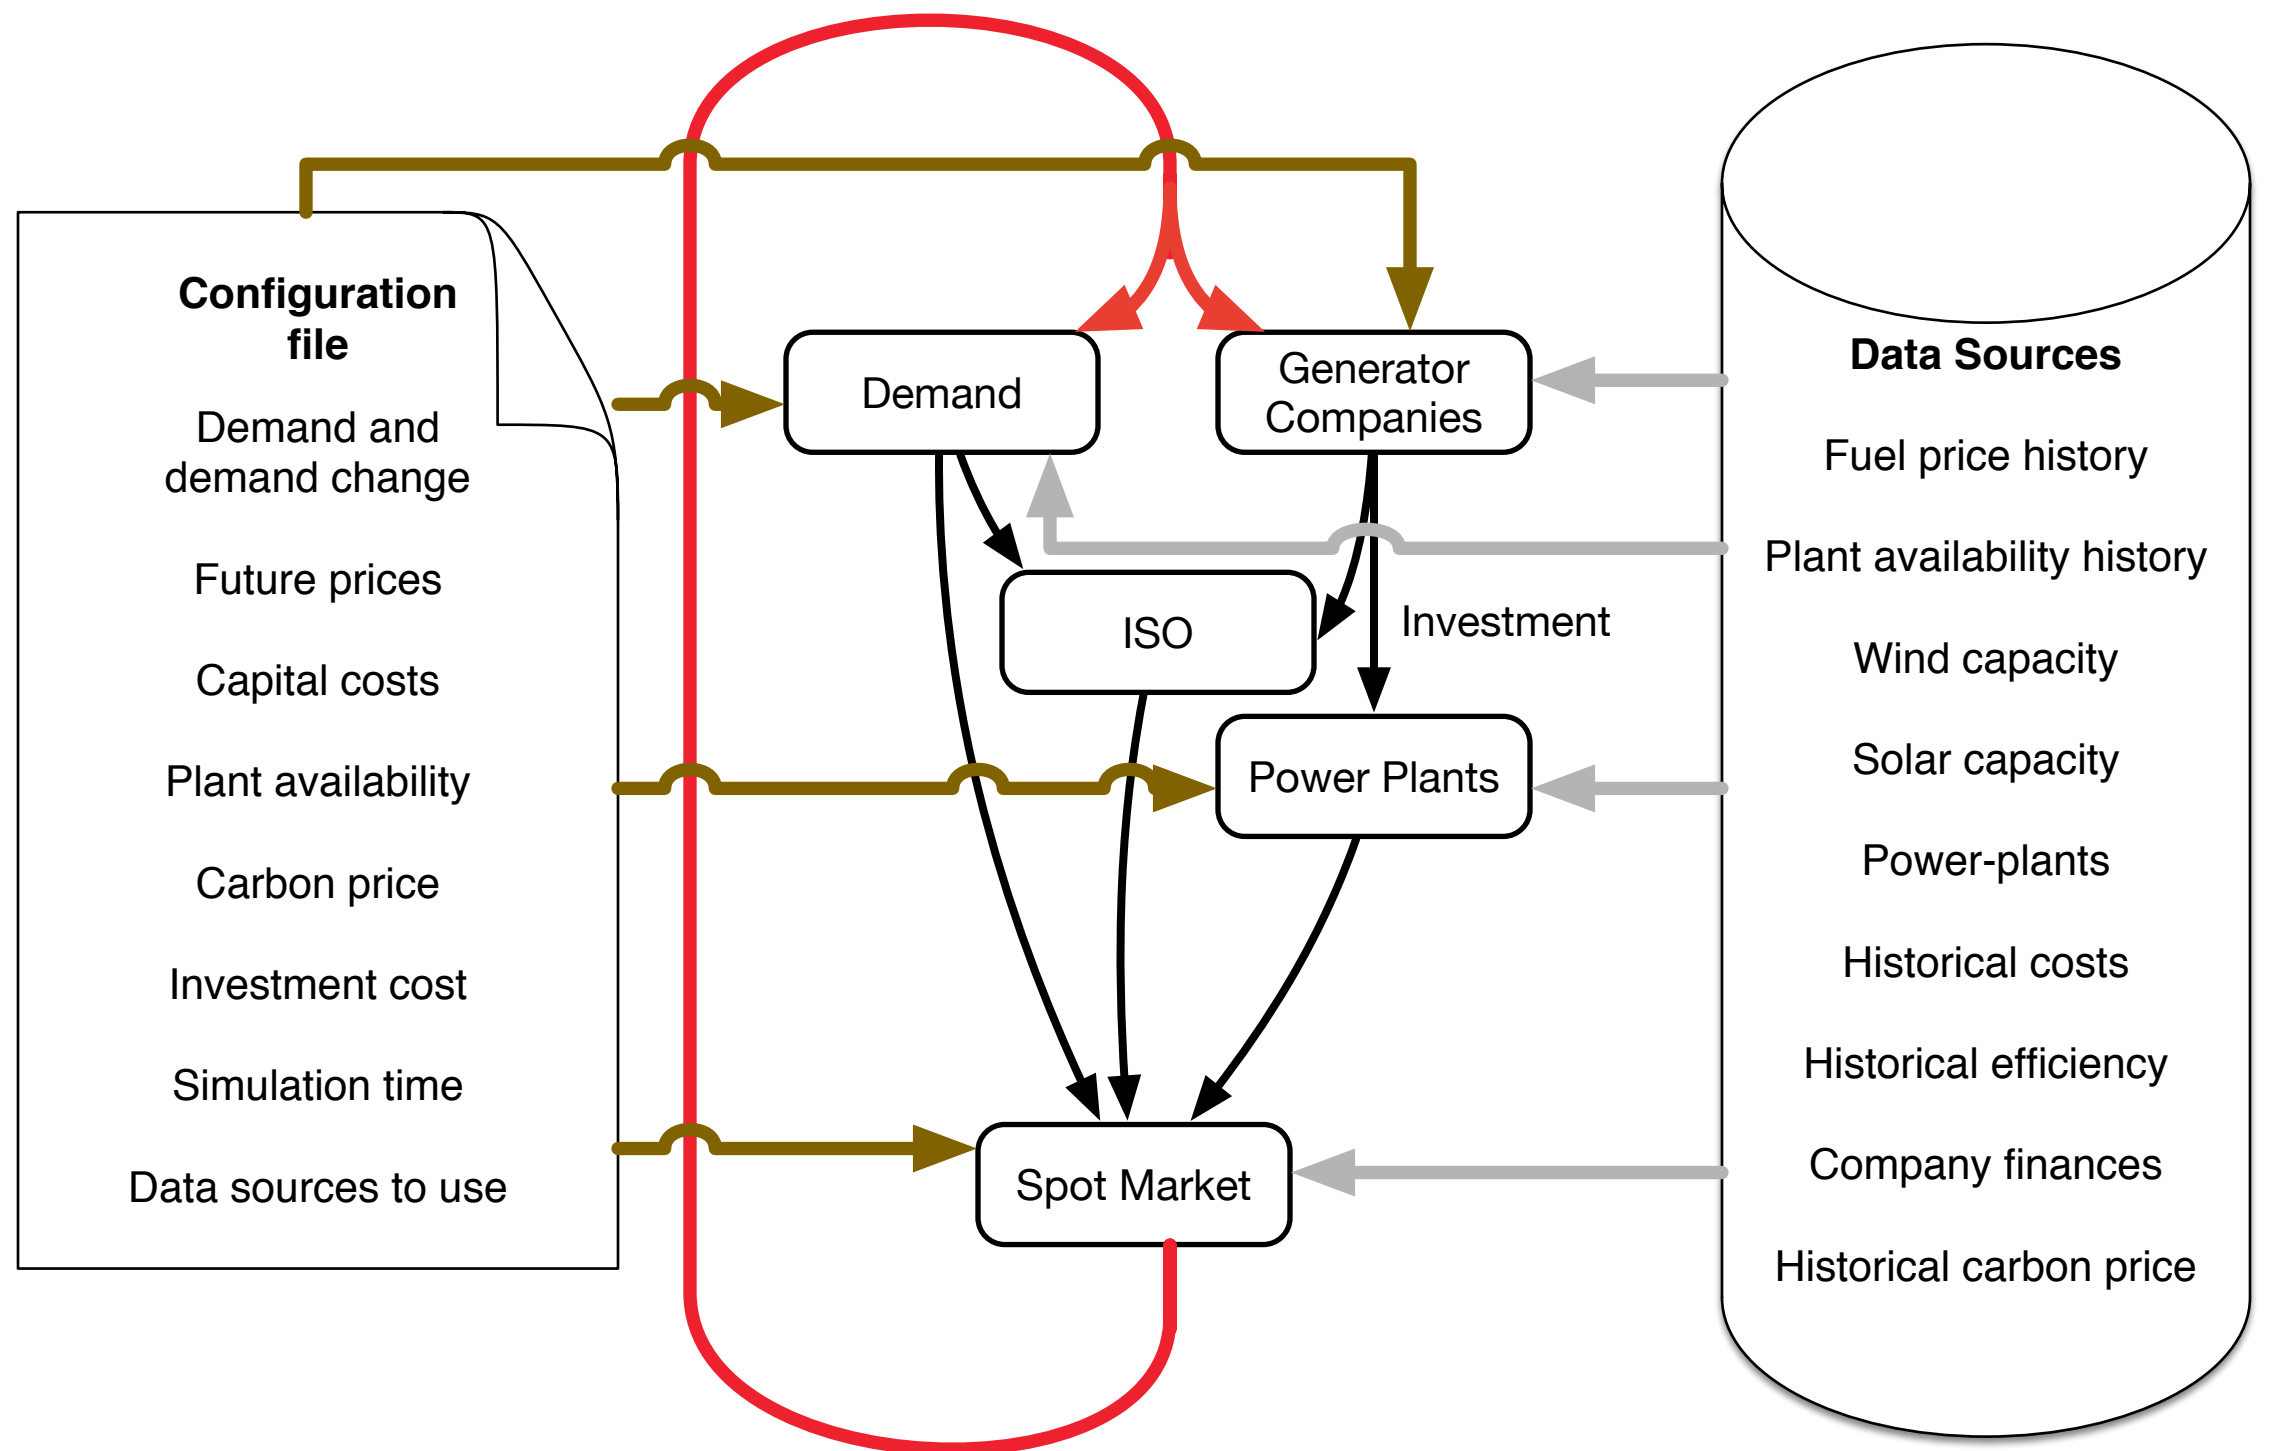 Configuration
file
Demand and
demand change
Future prices
Capital costs
Plant availability
Carbon price
Investment cost
Simulation time
Data sources to use
Demand
Generator
Companies
ISO
Investment
Power Plants
Spot Market
Data Sources
Fuel price history
Plant availability history
Wind capacity
Solar capacity
Power-plants
Historical costs
Historical efficiency
Company finances
Historical carbon price